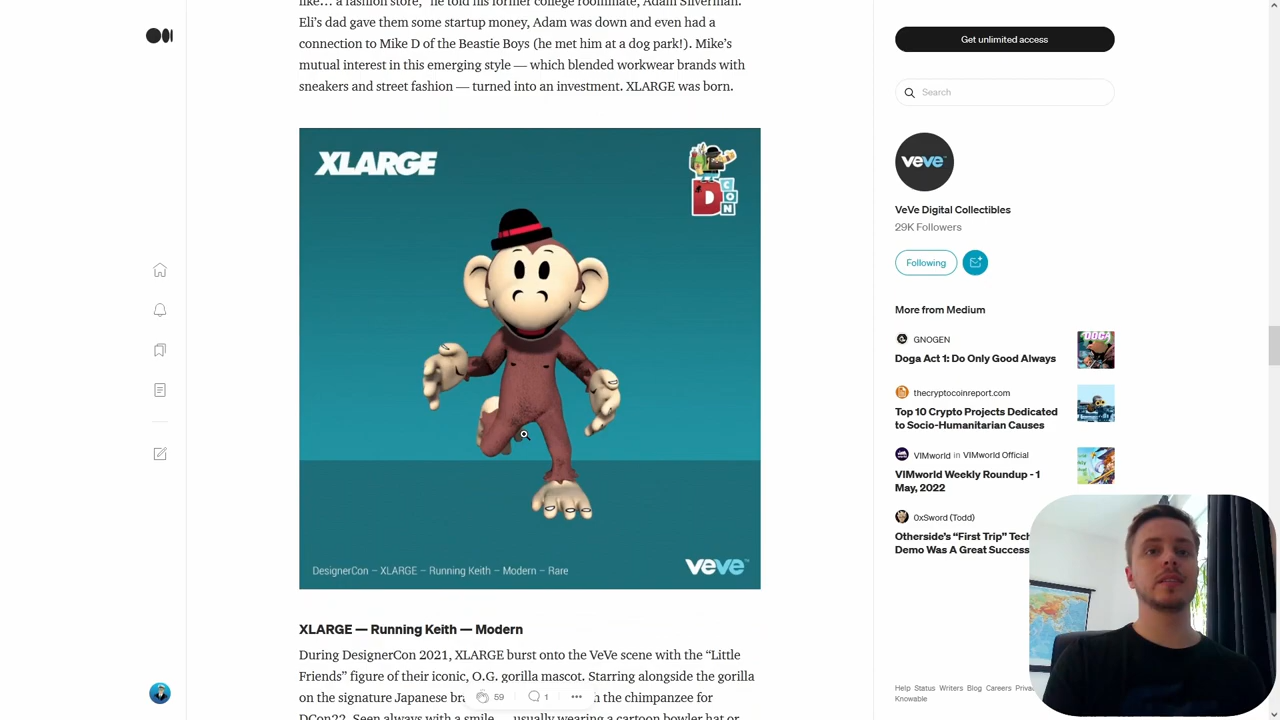 like… a fashion store," he told his former college roommate, Adam Silverman.
Eli's dad gave them some startup money, Adam was down and even had a
connection to Mike D of the Beastie Boys (he met him at a dog park!). Mike's
mutual interest in this emerging style — which blended workwear brands with
sneakers and street fashion — turned into an investment. XLARGE was born.
XLARGE
D
CON
DesignerCon – XLARGE – Running Keith – Modern – Rare
veve
XLARGE — Running Keith — Modern
During DesignerCon 2021, XLARGE burst onto the VeVe scene with the "Little
Friends" figure of their iconic, O.G. gorilla mascot. Starring alongside the gorilla
on the signature Japanese
the chimpanzee for
DCon22. Seen always with a smile — usually wearing a cartoon bowler hat or
59
1
Get unlimited access
Search
veve
VeVe Digital Collectibles
29K Followers
Following
More from Medium
GNOGEN
Doga Act 1: Do Only Good Always
thecryptocoinreport.com
Top 10 Crypto Projects Dedicated
to Socio-Humanitarian Causes
VIMworld in VIMworld Official
VIMworld Weekly Roundup - 1
May, 2022
0xSword (Todd)
Otherside's "First Trip" Tech
Demo Was A Great Success
Help Status Writers Blog Careers
Knowable